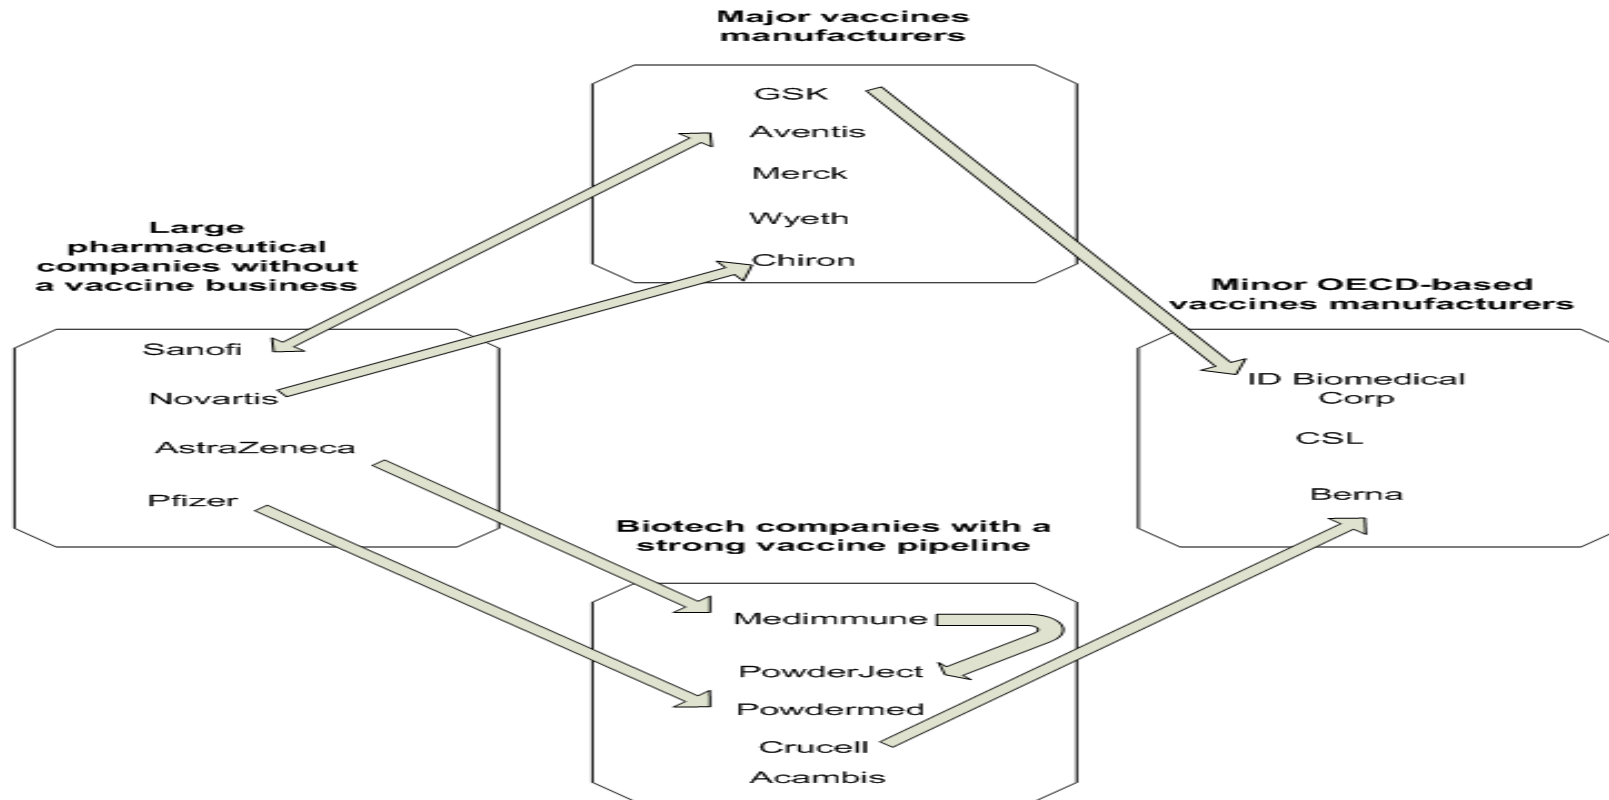 Major vaccines
manufacturers
GSK
Aventis
Merck
Wyeth
Chiron
Large
pharmaceutical
companies without
a vaccine business
Sanofi
Novartis
AstraZeneca
Pfizer
Minor OECD-based
vaccines manufacturers
ID Biomedical
Corp
CSL
Berna
Biotech companies with a
strong vaccine pipeline
Medimmune
PowderJect
Powdermed
Crucell
Acambis